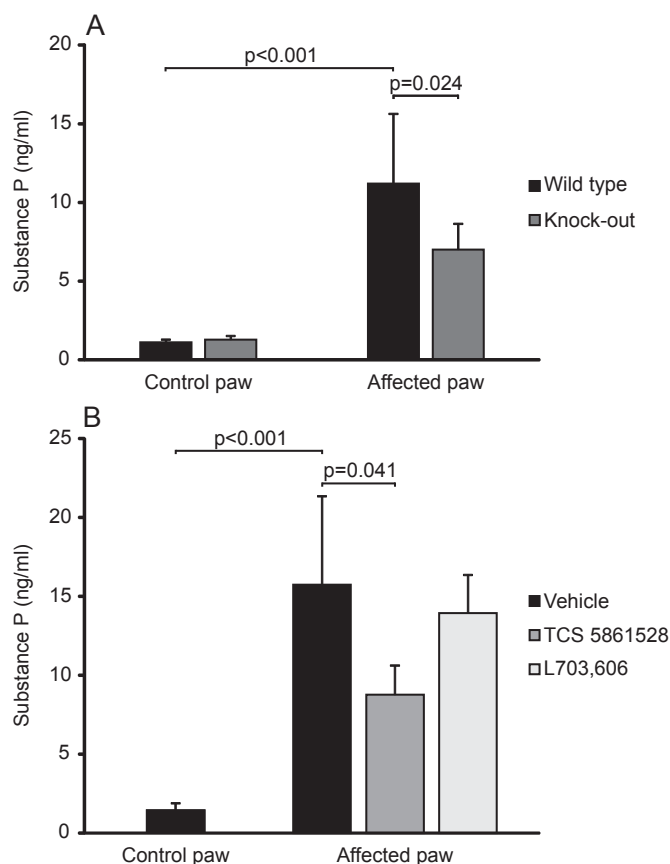 A
20
p<0.001
p=0.024
15
Substance P (ng/ml)
Wild type
10
Knock-out
5
0
Control paw Affected paw
B
25
p<0.001
p=0.041
20
Substance P (ng/ml)
15
Vehicle
TCS 5861528
10
L703,606
5
0
Control paw Affected paw